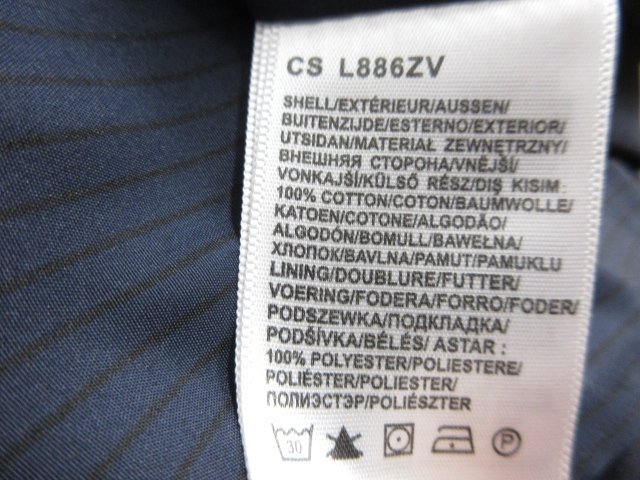 CS L886ZV
SHELL/EXTÉRIEUR/AUSSEN/
BUITENZIJDE/ESTERNO/EXTERIOR/
UTSIDAN/MATERIAŁ ZEWNĘTRZNY/
ВНЕШНЯЯ СТОРОНА/VNĚJŠÍ/
VONKAJŠÍ/KÜLSŐ RÉSZ/DIŞ KISIM :
100% COTTON/COTON/BAUMWOLLE/
KATOEN/COTONE/ALGODÃO/
ALGODÓN/BOMULL/BAWEŁNA/
ХЛОПОК/BAVLNA/PAMUT/PAMUKLU
LINING/DOUBLURE/FUTTER/
VOERING/FODERA/FORRO/FODER/
PODSZEWKA/ПОДКЛАДКА/
PODŠÍVKA/BÉLÉS/ ASTAR :
100% POLYESTER/POLIESTERE/
POLIÉSTER/POLIESTER/
ПОЛИЭСТЭР/POLIÉSZTER
30 P